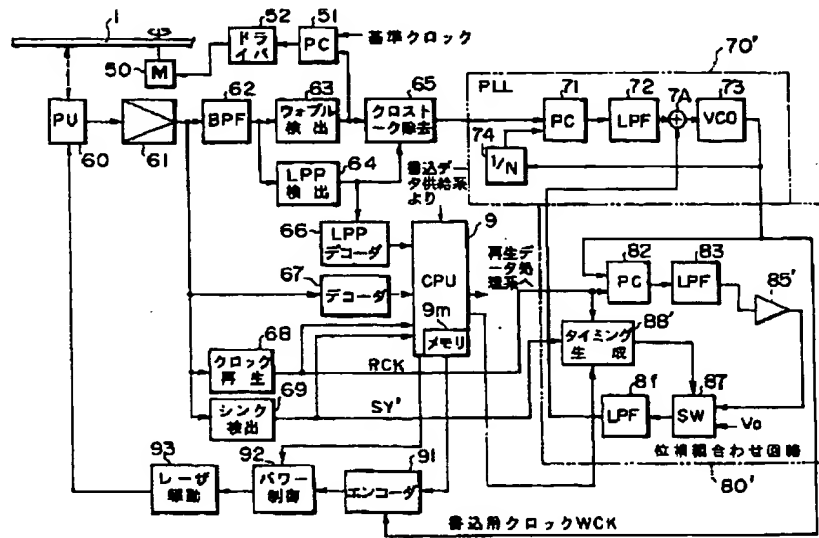 1
50
M
52
ドライバ
51
PC
基準クロック
60
PU
61
62
BPF
63
ウォブル検出
64
LPP検出
65
クロストーク除去
70'
PLL
71
PC
72
LPF
7A
73
VCO
74
1/N
書込データ供給系より
66
LPPデコーダ
67
デコーダ
9
CPU
9m
メモリ
再生データ処理系へ
82
PC
83
LPF
85'
88'
タイミング生成
68
クロック再生
RCK
69
シンク検出
SY'
8f
LPF
87
SW
Vo
位相組合わせ回路
80'
93
レーザ駆動
92
パワー制御
91
エンコーダ
書込用クロックWCK